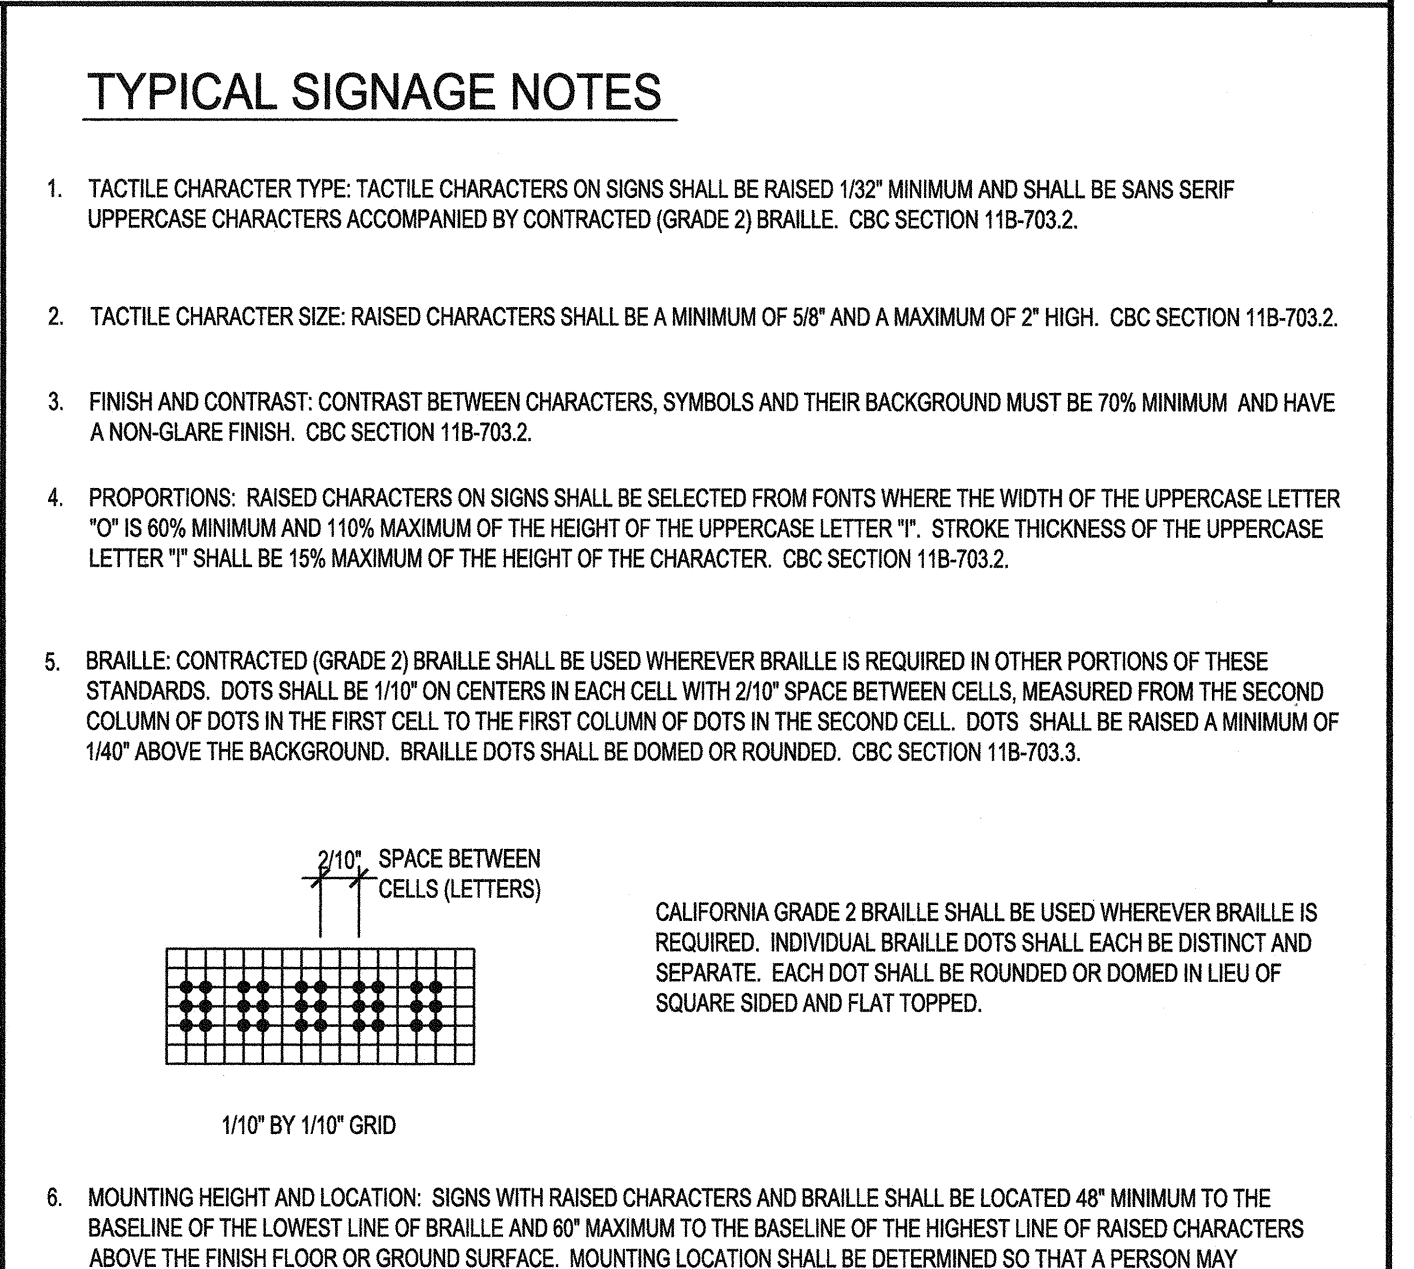 TYPICAL SIGNAGE NOTES
1. TACTILE CHARACTER TYPE: TACTILE CHARACTERS ON SIGNS SHALL BE RAISED 1/32" MINIMUM AND SHALL BE SANS SERIF
UPPERCASE CHARACTERS ACCOMPANIED BY CONTRACTED (GRADE 2) BRAILLE. CBC SECTION 11B-703.2.
2. TACTILE CHARACTER SIZE: RAISED CHARACTERS SHALL BE A MINIMUM OF 5/8" AND A MAXIMUM OF 2" HIGH. CBC SECTION 11B-703.2.
3. FINISH AND CONTRAST: CONTRAST BETWEEN CHARACTERS, SYMBOLS AND THEIR BACKGROUND MUST BE 70% MINIMUM AND HAVE
A NON-GLARE FINISH. CBC SECTION 11B-703.2.
4. PROPORTIONS: RAISED CHARACTERS ON SIGNS SHALL BE SELECTED FROM FONTS WHERE THE WIDTH OF THE UPPERCASE LETTER
"O" IS 60% MINIMUM AND 110% MAXIMUM OF THE HEIGHT OF THE UPPERCASE LETTER "I". STROKE THICKNESS OF THE UPPERCASE
LETTER "I" SHALL BE 15% MAXIMUM OF THE HEIGHT OF THE CHARACTER. CBC SECTION 11B-703.2.
5. BRAILLE: CONTRACTED (GRADE 2) BRAILLE SHALL BE USED WHEREVER BRAILLE IS REQUIRED IN OTHER PORTIONS OF THESE
STANDARDS. DOTS SHALL BE 1/10" ON CENTERS IN EACH CELL WITH 2/10" SPACE BETWEEN CELLS, MEASURED FROM THE SECOND
COLUMN OF DOTS IN THE FIRST CELL TO THE FIRST COLUMN OF DOTS IN THE SECOND CELL. DOTS SHALL BE RAISED A MINIMUM OF
1/40" ABOVE THE BACKGROUND. BRAILLE DOTS SHALL BE DOMED OR ROUNDED. CBC SECTION 11B-703.3.
2/10" SPACE BETWEEN
CELLS (LETTERS)
1/10" BY 1/10" GRID
CALIFORNIA GRADE 2 BRAILLE SHALL BE USED WHEREVER BRAILLE IS
REQUIRED. INDIVIDUAL BRAILLE DOTS SHALL EACH BE DISTINCT AND
SEPARATE. EACH DOT SHALL BE ROUNDED OR DOMED IN LIEU OF
SQUARE SIDED AND FLAT TOPPED.
6. MOUNTING HEIGHT AND LOCATION: SIGNS WITH RAISED CHARACTERS AND BRAILLE SHALL BE LOCATED 48" MINIMUM TO THE
BASELINE OF THE LOWEST LINE OF BRAILLE AND 60" MAXIMUM TO THE BASELINE OF THE HIGHEST LINE OF RAISED CHARACTERS
ABOVE THE FINISH FLOOR OR GROUND SURFACE. MOUNTING LOCATION SHALL BE DETERMINED SO THAT A PERSON MAY